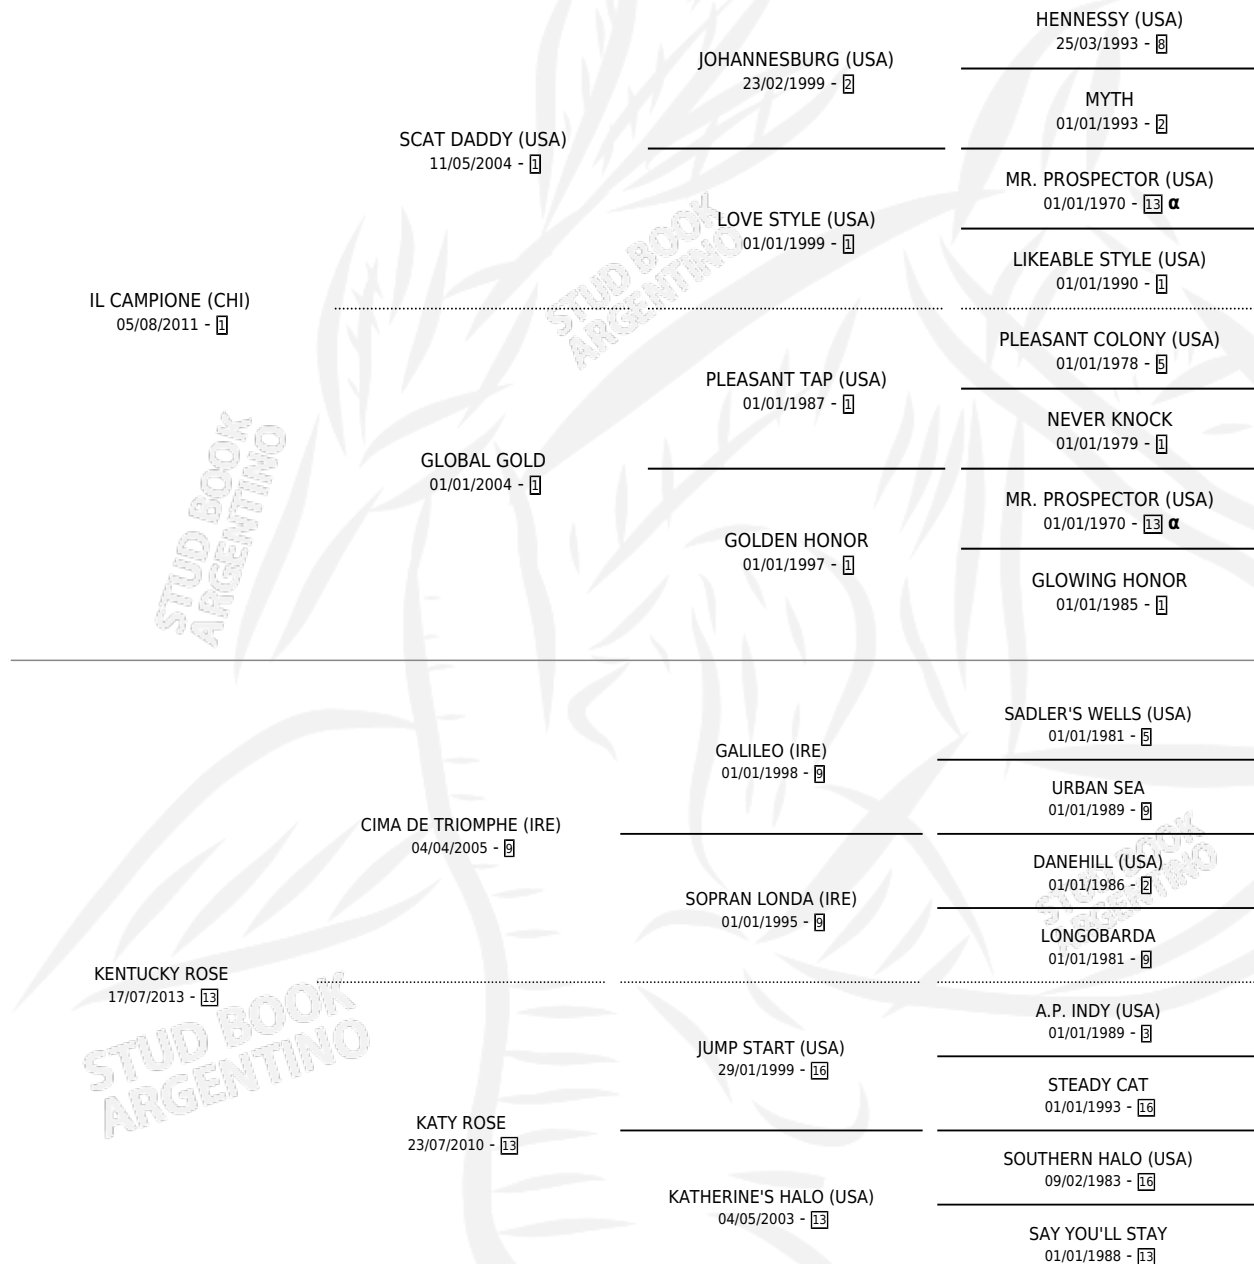 HENNESSY (USA)
25/03/1993 - 8
JOHANNESBURG (USA)
23/02/1999 - 2
MYTH
01/01/1993 - 2
SCAT DADDY (USA)
11/05/2004 - 1
MR. PROSPECTOR (USA)
01/01/1970 - 13 α
LOVE STYLE (USA)
01/01/1999 - 1
LIKEABLE STYLE (USA)
01/01/1990 - 1
IL CAMPIONE (CHI)
05/08/2011 - 1
STUD BOOK
ARGENTINO
PLEASANT COLONY (USA)
01/01/1978 - 5
PLEASANT TAP (USA)
01/01/1987 - 1
NEVER KNOCK
01/01/1979 - 1
GLOBAL GOLD
01/01/2004 - 1
MR. PROSPECTOR (USA)
01/01/1970 - 13 α
GOLDEN HONOR
01/01/1997 - 1
GLOWING HONOR
01/01/1985 - 1
STUD BOOK
ARGENTINO
SADLER'S WELLS (USA)
01/01/1981 - 5
GALILEO (IRE)
01/01/1998 - 9
URBAN SEA
01/01/1989 - 9
CIMA DE TRIOMPHE (IRE)
04/04/2005 - 9
DANEHILL (USA)
01/01/1986 - 2
SOPRAN LONDA (IRE)
01/01/1995 - 9
LONGOBARDA
01/01/1981 - 9
STUD BOOK
ARGENTINO
KENTUCKY ROSE
17/07/2013 - 13
A.P. INDY (USA)
01/01/1989 - 3
JUMP START (USA)
29/01/1999 - 16
STEADY CAT
01/01/1993 - 16
STUD BOOK
ARGENTINO
KATY ROSE
23/07/2010 - 13
SOUTHERN HALO (USA)
09/02/1983 - 16
KATHERINE'S HALO (USA)
04/05/2003 - 13
SAY YOU'LL STAY
01/01/1988 - 13